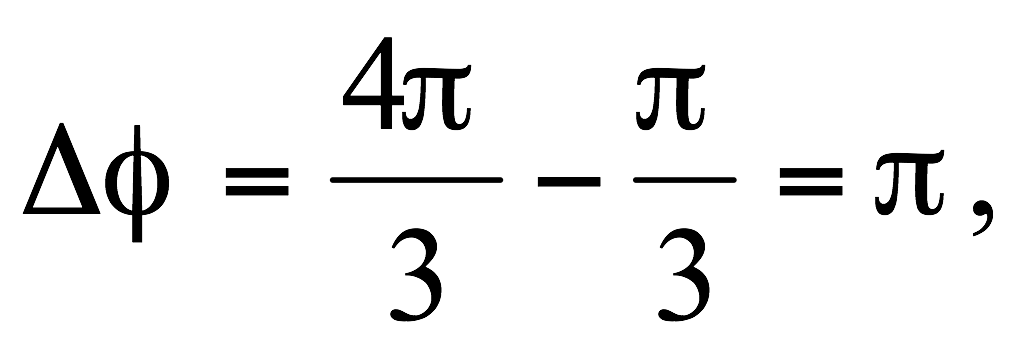 Δϕ = 4π/3 − π/3 = π,